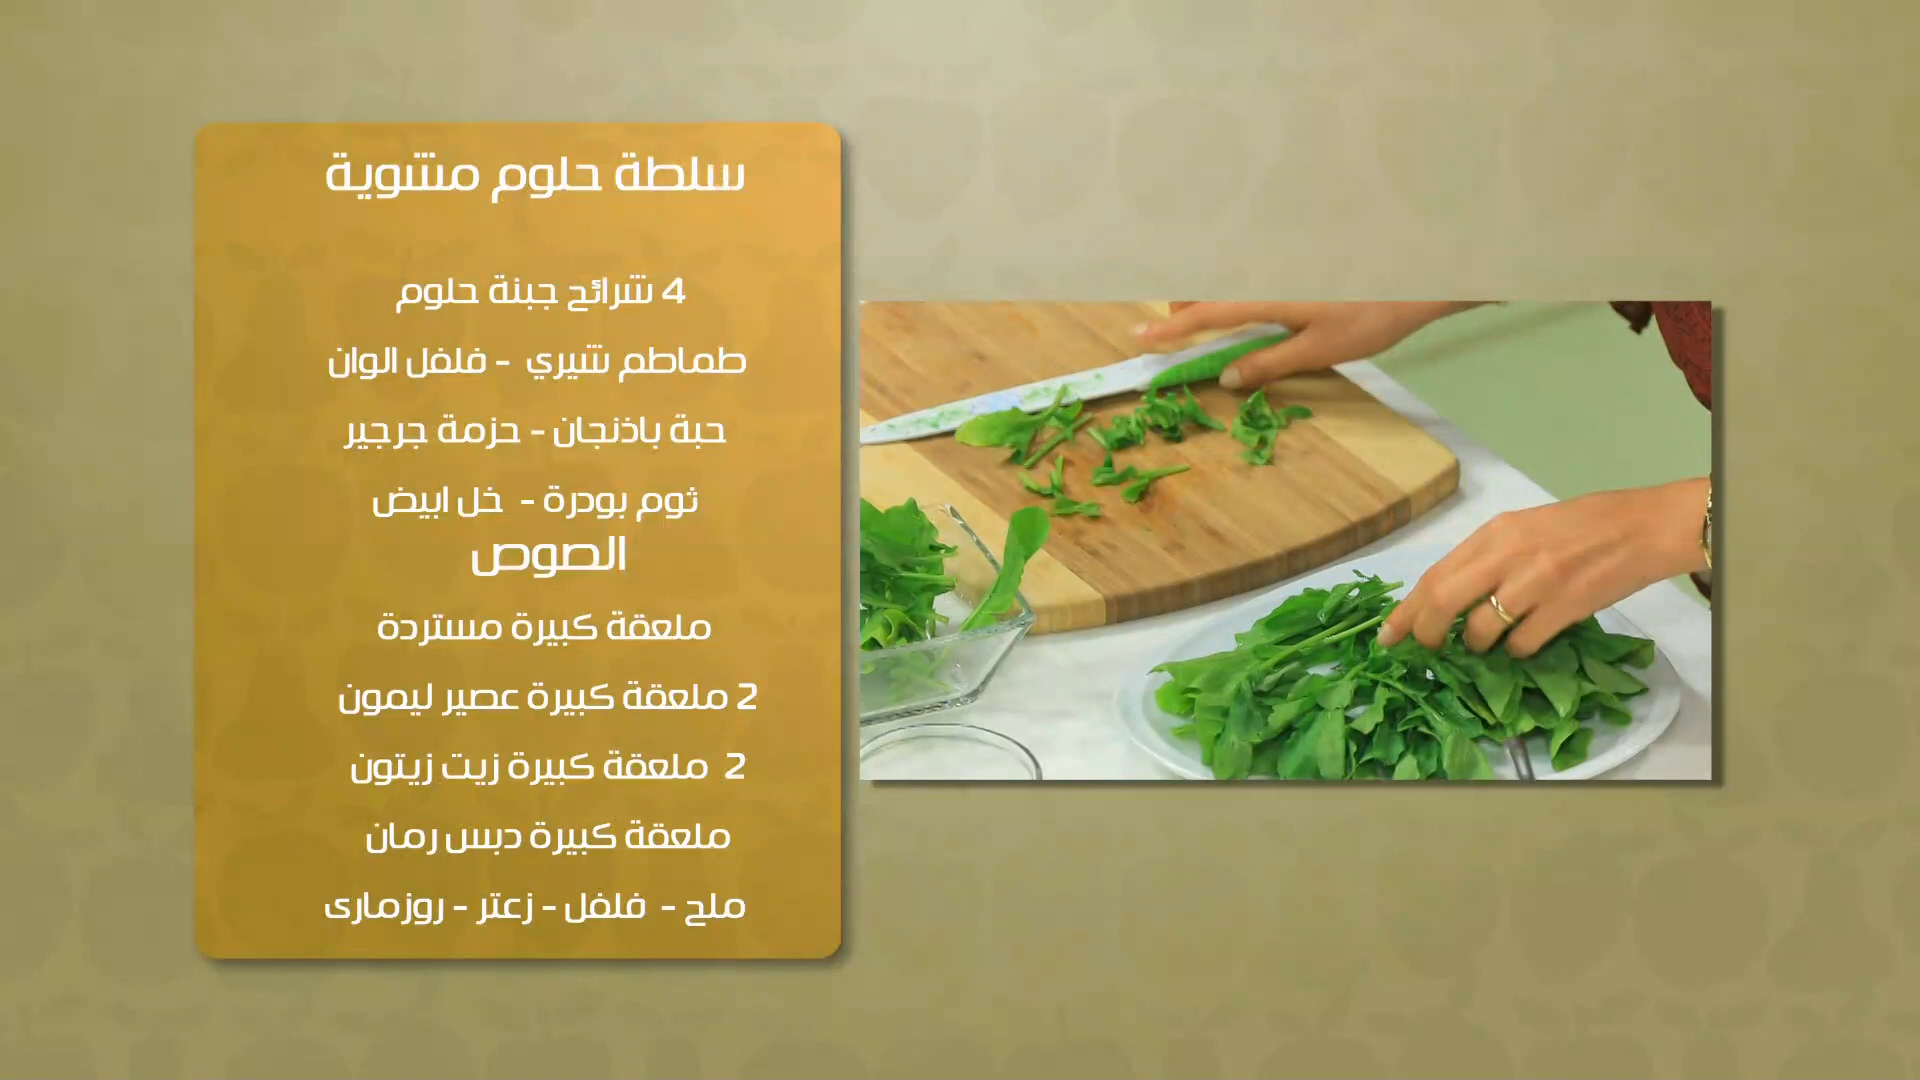 سلطة حلوم مشوية
4 شرائح جبنة حلوم
طماطم شيري - فلفل الوان
حبة باذنجان - حزمة جرجير
ثوم بودرة - خل ابيض
الصوص
ملعقة كبيرة مستردة
2 ملعقة كبيرة عصير ليمون
2 ملعقة كبيرة زيت زيتون
ملعقة كبيرة دبس رمان
ملح - فلفل - زعتر - روزمارى